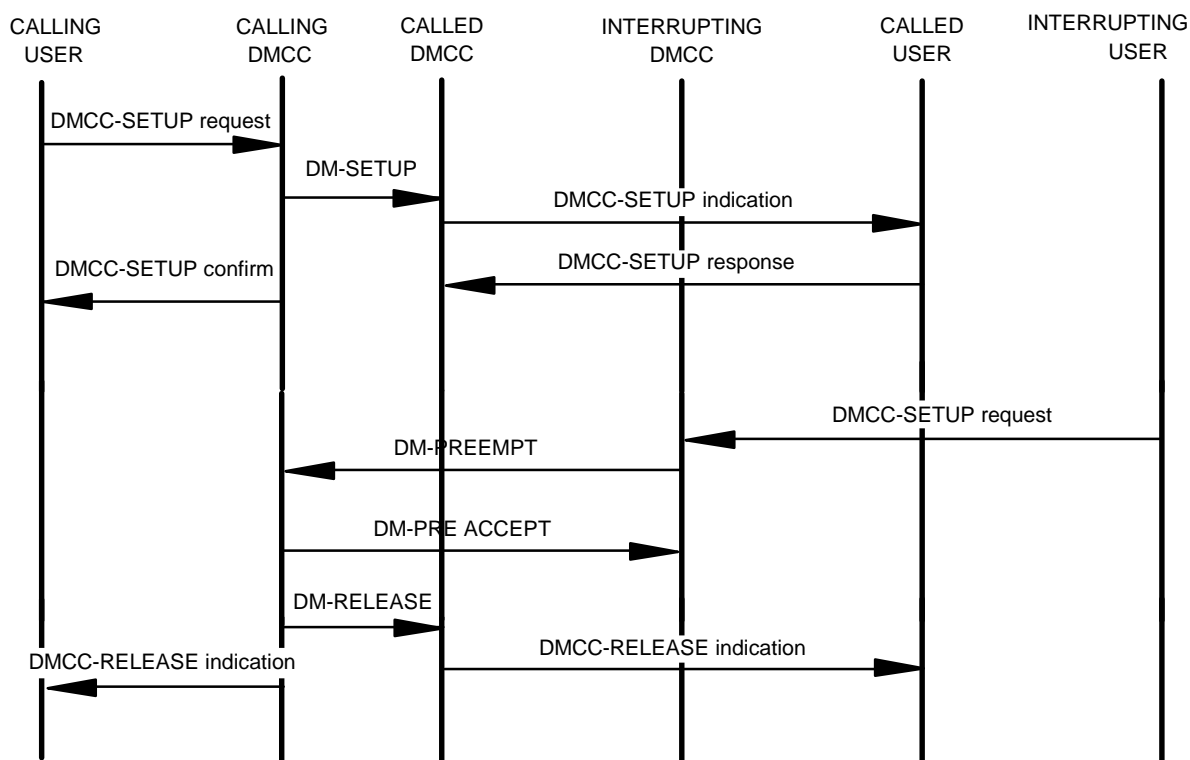 CALLING
USER
CALLING
DMCC
CALLED
DMCC
INTERRUPTING
DMCC
CALLED
USER
INTERRUPTING
USER
DMCC-SETUP request
DM-SETUP
DMCC-SETUP indication
DMCC-SETUP response
DMCC-SETUP confirm
DMCC-SETUP request
DM-PREEMPT
DM-PRE ACCEPT
DM-RELEASE
DMCC-RELEASE indication
DMCC-RELEASE indication